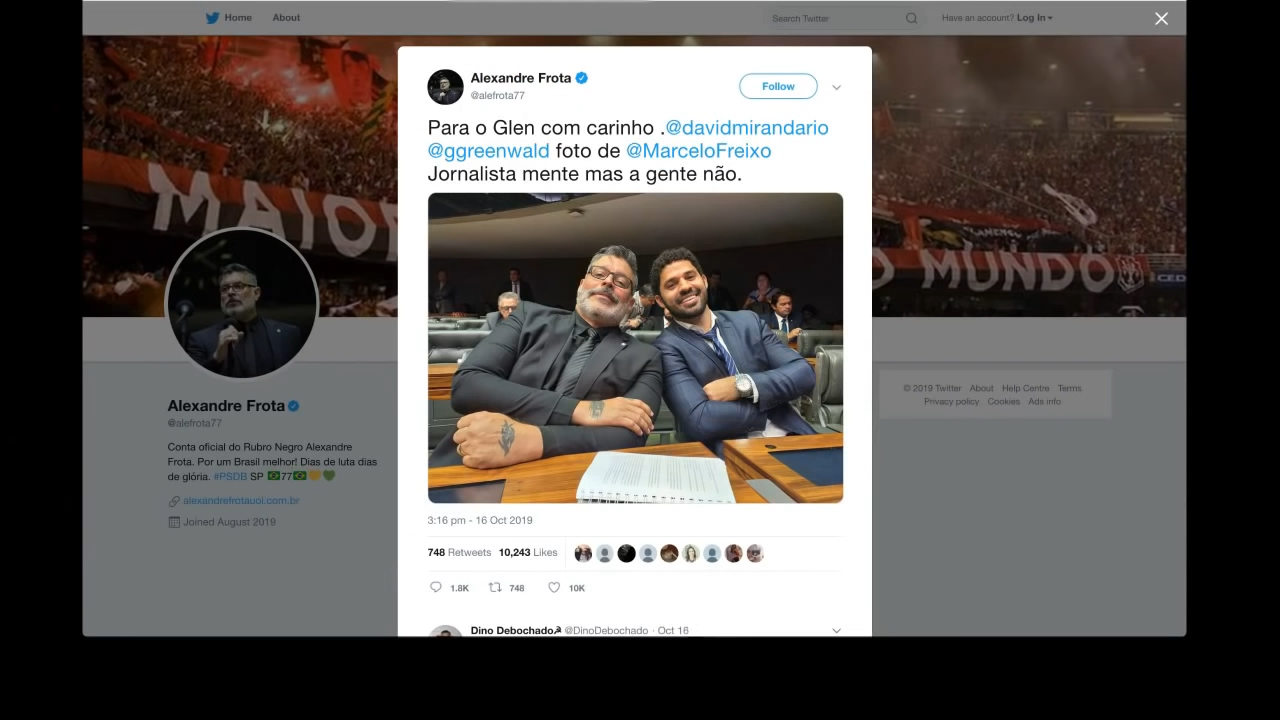 Home About
Search Twitter
Have an account? Log In
Alexandre Frota
@alefrota77
Follow
Para o Glen com carinho .@davidmirandario
@ggreenwald foto de @MarceloFreixo
Jornalista mente mas a gente não.
MAIOR
O MUNDO
3:16 pm - 16 Oct 2019
748 Retweets 10,243 Likes
1.8K 748 10K
Dino Debochado @DinoDebochado · Oct 16
Alexandre Frota
@alefrota77
Conta oficial do Rubro Negro Alexandre
Frota. Por um Brasil melhor! Dias de luta dias
de glória. #PSDB SP 🇧🇷77🇧🇷💛💚
alexandrefrotauol.com.br
Joined August 2019
© 2019 Twitter About Help Centre Terms
Privacy policy Cookies Ads info